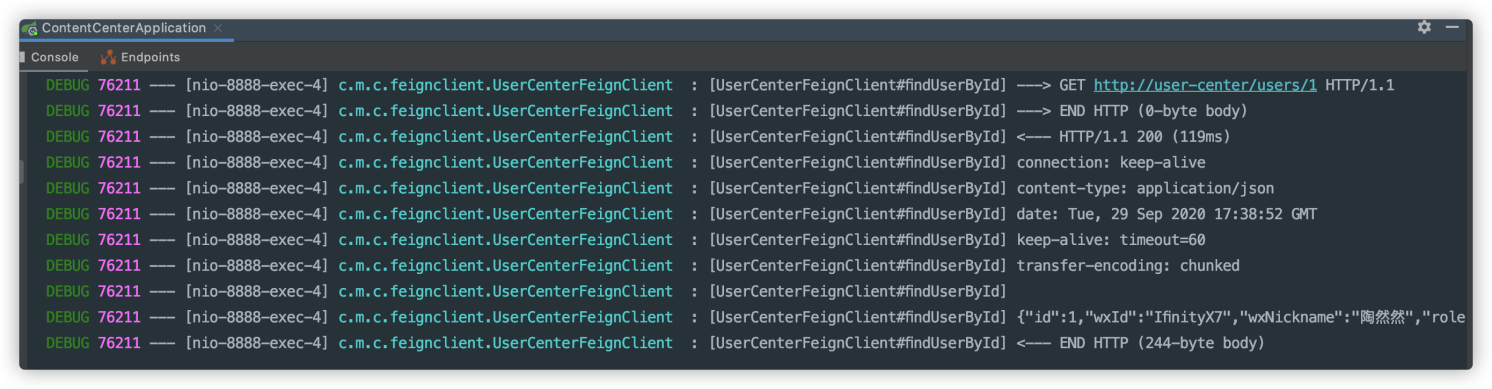 ContentCenterApplication ×
Console Endpoints
DEBUG 76211 --- [nio-8888-exec-4] c.m.c.feignclient.UserCenterFeignClient : [UserCenterFeignClient#findUserById] ---> GET http://user-center/users/1 HTTP/1.1
DEBUG 76211 --- [nio-8888-exec-4] c.m.c.feignclient.UserCenterFeignClient : [UserCenterFeignClient#findUserById] ---> END HTTP (0-byte body)
DEBUG 76211 --- [nio-8888-exec-4] c.m.c.feignclient.UserCenterFeignClient : [UserCenterFeignClient#findUserById] <--- HTTP/1.1 200 (119ms)
DEBUG 76211 --- [nio-8888-exec-4] c.m.c.feignclient.UserCenterFeignClient : [UserCenterFeignClient#findUserById] connection: keep-alive
DEBUG 76211 --- [nio-8888-exec-4] c.m.c.feignclient.UserCenterFeignClient : [UserCenterFeignClient#findUserById] content-type: application/json
DEBUG 76211 --- [nio-8888-exec-4] c.m.c.feignclient.UserCenterFeignClient : [UserCenterFeignClient#findUserById] date: Tue, 29 Sep 2020 17:38:52 GMT
DEBUG 76211 --- [nio-8888-exec-4] c.m.c.feignclient.UserCenterFeignClient : [UserCenterFeignClient#findUserById] keep-alive: timeout=60
DEBUG 76211 --- [nio-8888-exec-4] c.m.c.feignclient.UserCenterFeignClient : [UserCenterFeignClient#findUserById] transfer-encoding: chunked
DEBUG 76211 --- [nio-8888-exec-4] c.m.c.feignclient.UserCenterFeignClient : [UserCenterFeignClient#findUserById]
DEBUG 76211 --- [nio-8888-exec-4] c.m.c.feignclient.UserCenterFeignClient : [UserCenterFeignClient#findUserById] {"id":1,"wxId":"IfinityX7","wxNickname":"陶然然","role
DEBUG 76211 --- [nio-8888-exec-4] c.m.c.feignclient.UserCenterFeignClient : [UserCenterFeignClient#findUserById] <--- END HTTP (244-byte body)